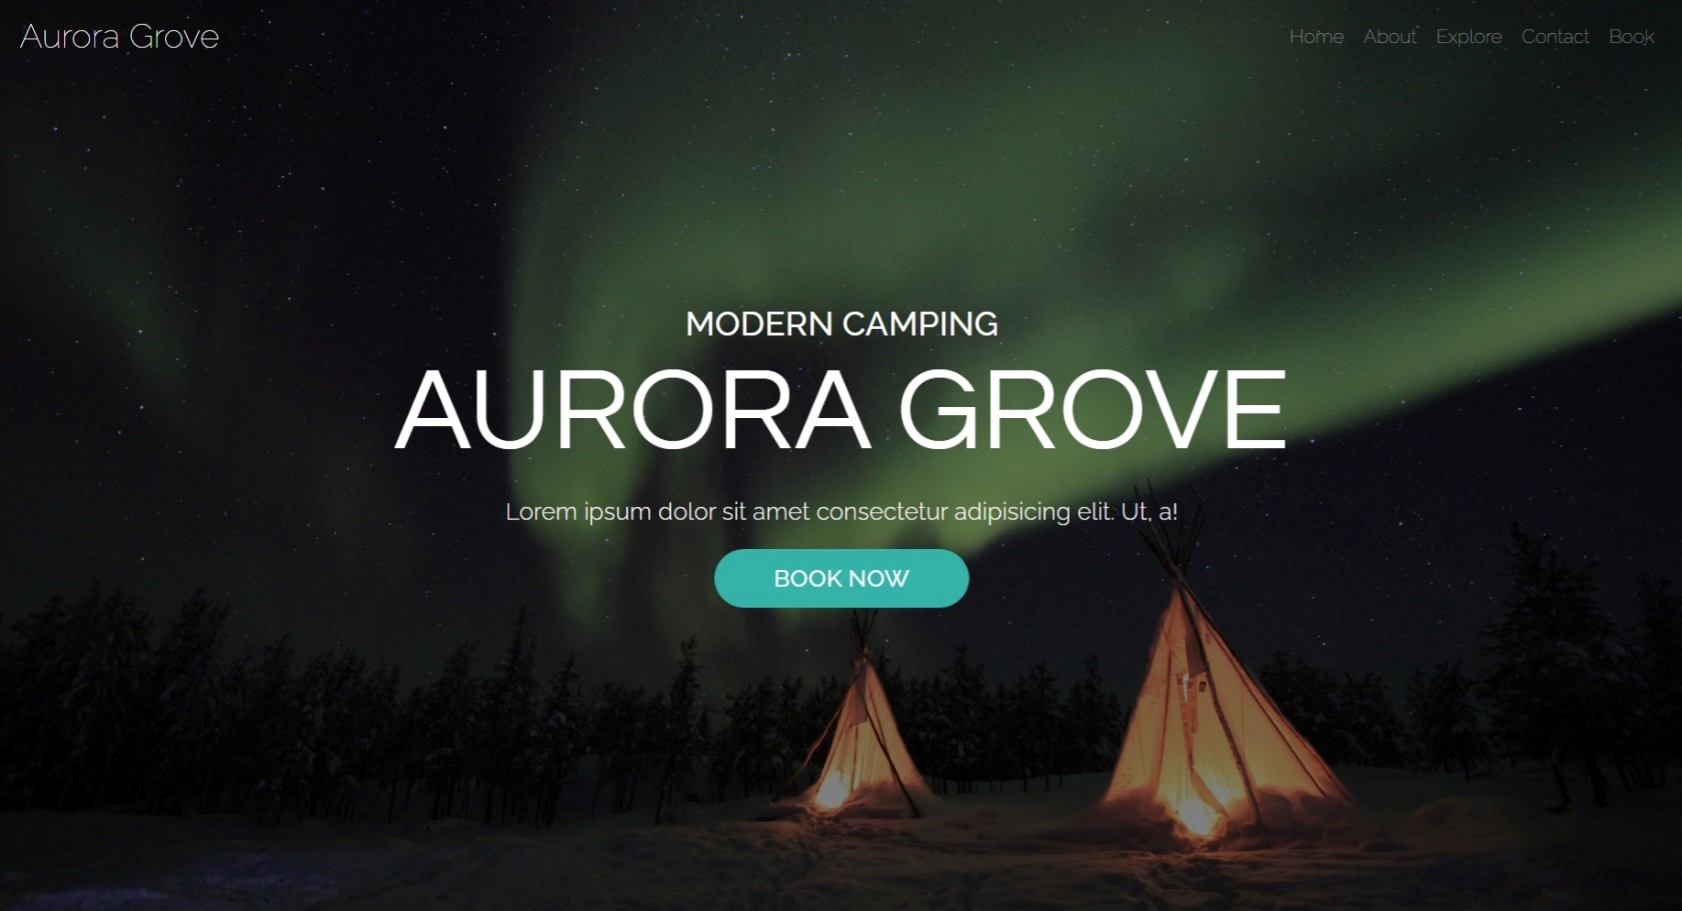 Aurora Grove
Home About Explore Contact Book
MODERN CAMPING
AURORA GROVE
Lorem ipsum dolor sit amet consectetur adipisicing elit. Ut, a!
BOOK NOW